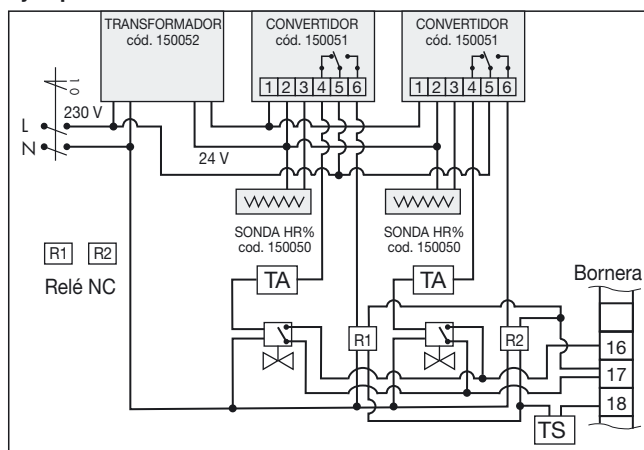 TRANSFORMADOR
cód. 150052
CONVERTIDOR
cód. 150051
1 2 3 4 5 6
CONVERTIDOR
cód. 150051
1 2 3 4 5 6
1 0
230 V
L
N
24 V
SONDA HR%
cod. 150050
SONDA HR%
cod. 150050
R1 R2
Relé NC
TA
TA
Bornera
R1
R2
16
17
18
TS